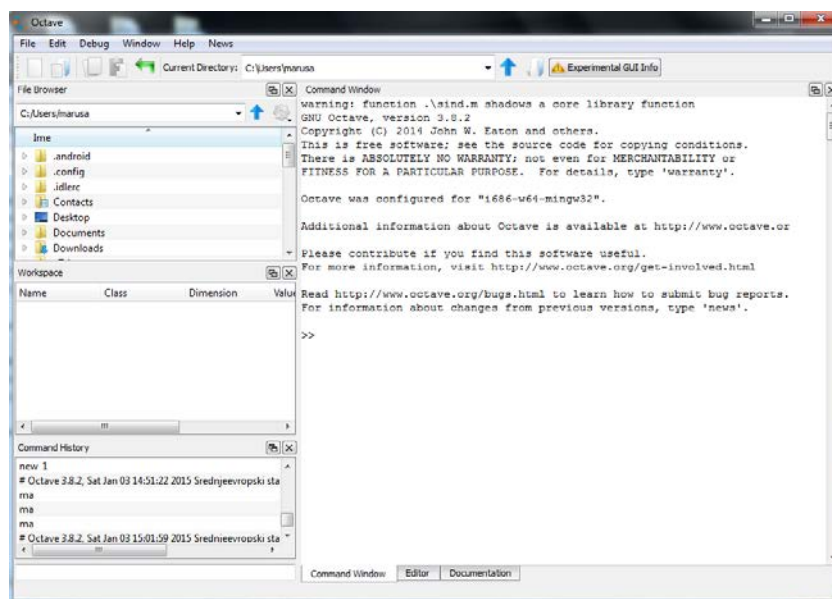 Octave
File Edit Debug Window Help News
Current Directory: C:\Users\marusa
Experimental GUI Info
File Browser
C:/Users/marusa
Ime
.android
.config
.idlerc
Contacts
Desktop
Documents
Downloads
Workspace
Name Class Dimension Value
Command History
new 1
# Octave 3.8.2, Sat Jan 03 14:51:22 2015 Srednjeevropski sta
ma
ma
ma
# Octave 3.8.2, Sat Jan 03 15:01:59 2015 Srednjeevropski sta
Command Window
warning: function .\sind.m shadows a core library function
GNU Octave, version 3.8.2
Copyright (C) 2014 John W. Eaton and others.
This is free software; see the source code for copying conditions.
There is ABSOLUTELY NO WARRANTY; not even for MERCHANTABILITY or
FITNESS FOR A PARTICULAR PURPOSE. For details, type 'warranty'.
Octave was configured for "i686-w64-mingw32".
Additional information about Octave is available at http://www.octave.or
Please contribute if you find this software useful.
For more information, visit http://www.octave.org/get-involved.html
Read http://www.octave.org/bugs.html to learn how to submit bug reports.
For information about changes from previous versions, type 'news'.
>>
Command Window Editor Documentation